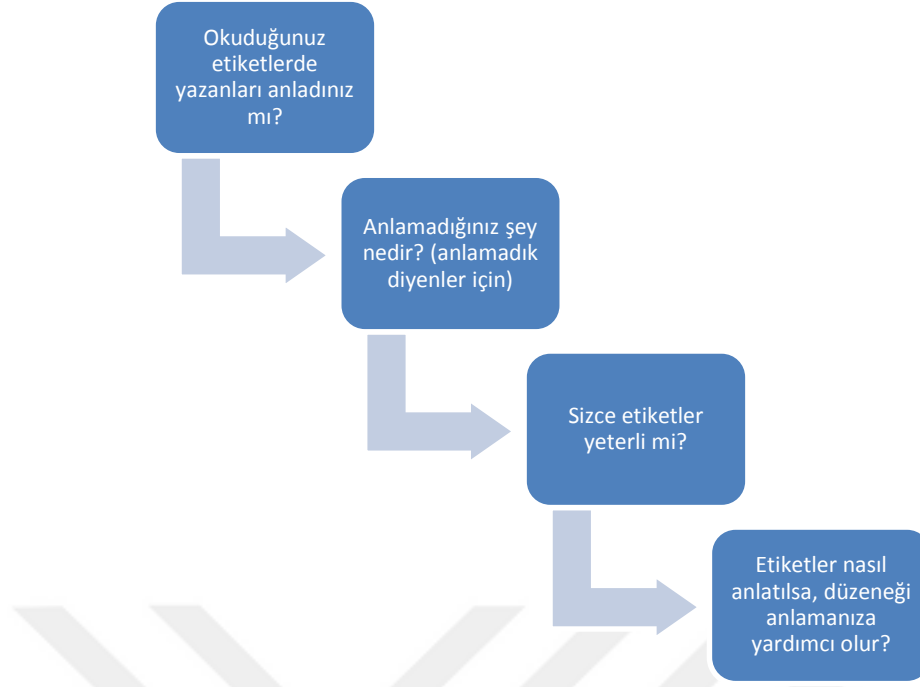 Okuduğunuz
etiketlerde
yazanları anladınız
mı?
Anlamadığınız şey
nedir? (anlamadık
diyenler için)
Sizce etiketler
yeterli mi?
Etiketler nasıl
anlatılsa, düzeneği
anlamanıza
yardımcı olur?